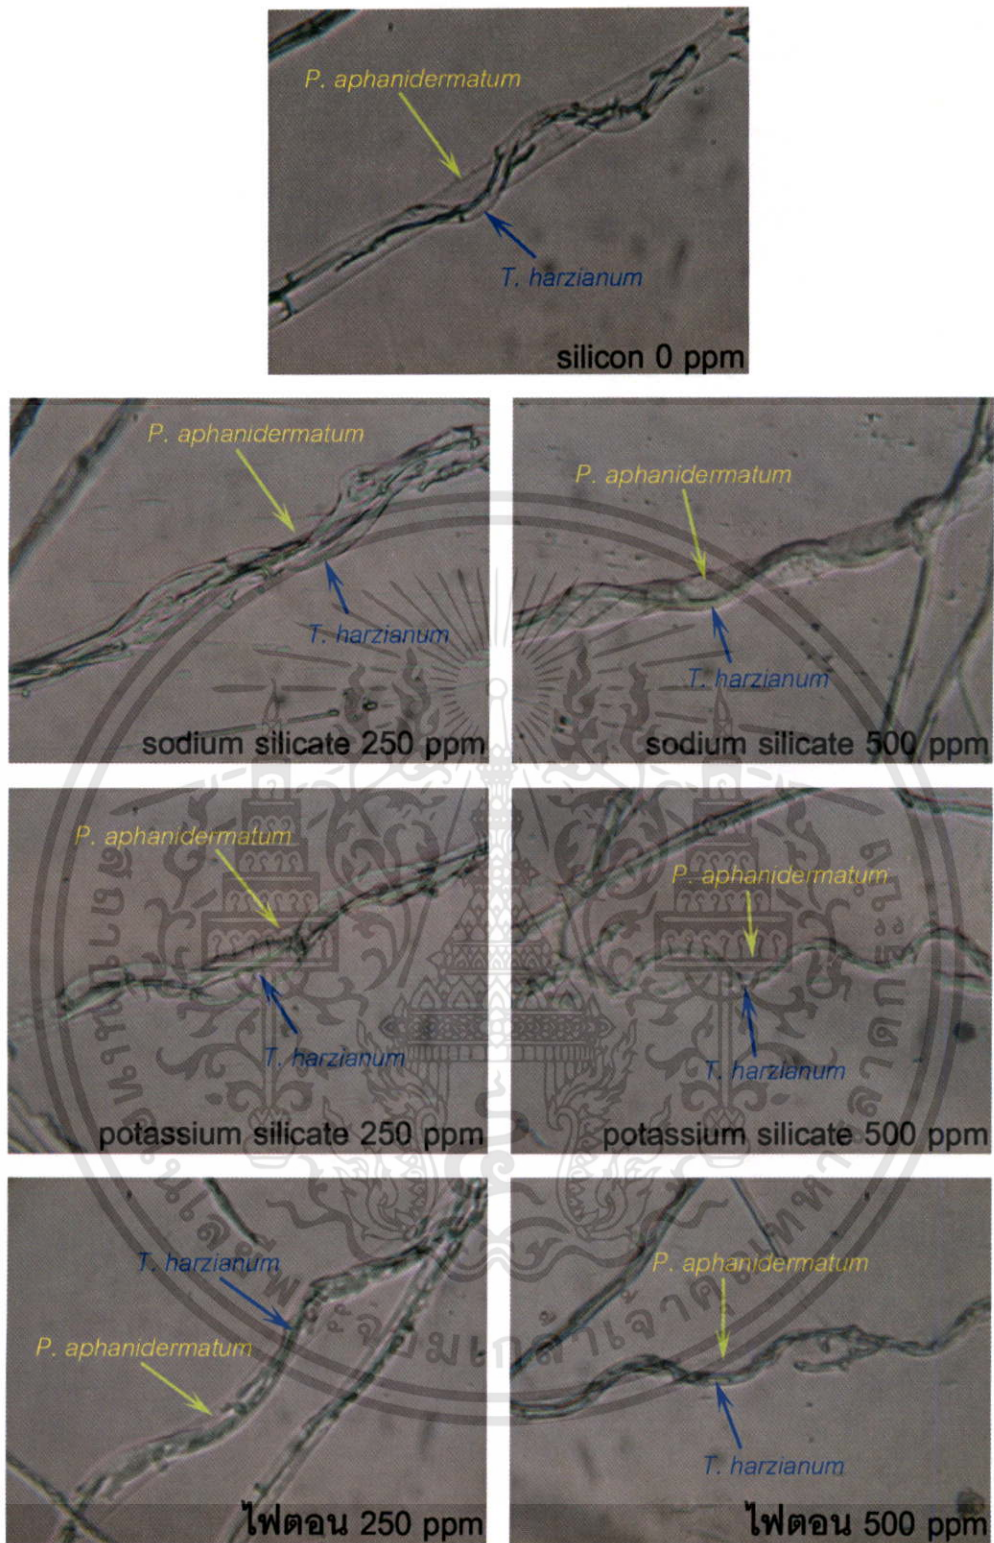 P. aphanidermatum
T. harzianum
silicon 0 ppm
P. aphanidermatum
T. harzianum
sodium silicate 250 ppm
P. aphanidermatum
T. harzianum
sodium silicate 500 ppm
P. aphanidermatum
T. harzianum
potassium silicate 250 ppm
P. aphanidermatum
T. harzianum
potassium silicate 500 ppm
T. harzianum
P. aphanidermatum
ไฟตอน 250 ppm
P. aphanidermatum
T. harzianum
ไฟตอน 500 ppm